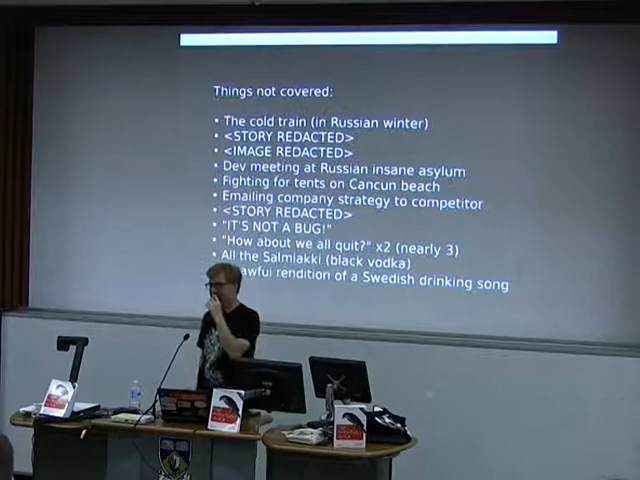 Things not covered:
• The cold train (in Russian winter)
• <STORY REDACTED>
• <IMAGE REDACTED>
• Dev meeting at Russian insane asylum
• Fighting for tents on Cancun beach
• Emailing company strategy to competitor
• <STORY REDACTED>
• "IT'S NOT A BUG!"
• "How about we all quit?" x2 (nearly 3)
• All the Salmiakki (black vodka)
awful rendition of a Swedish drinking song